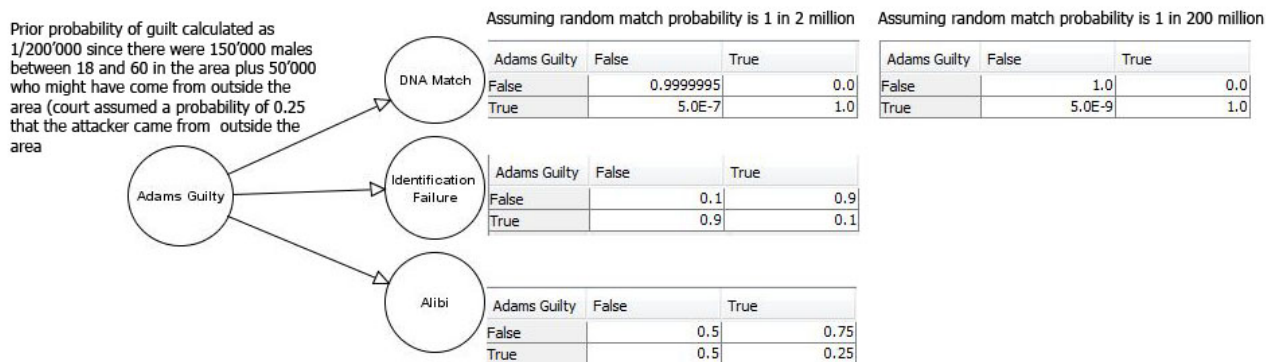 Prior probability of guilt calculated as
1/200'000 since there were 150'000 males
between 18 and 60 in the area plus 50'000
who might have come from outside the
area (court assumed a probability of 0.25
that the attacker came from outside the
area
Adams Guilty
DNA Match
Identification
Failure
Alibi
Assuming random match probability is 1 in 2 million
Adams Guilty False True
False 0.9999995 0.0
True 5.0E-7 1.0
Assuming random match probability is 1 in 200 million
Adams Guilty False True
False 1.0 0.0
True 5.0E-9 1.0
Adams Guilty False True
False 0.1 0.9
True 0.9 0.1
Adams Guilty False True
False 0.5 0.75
True 0.5 0.25